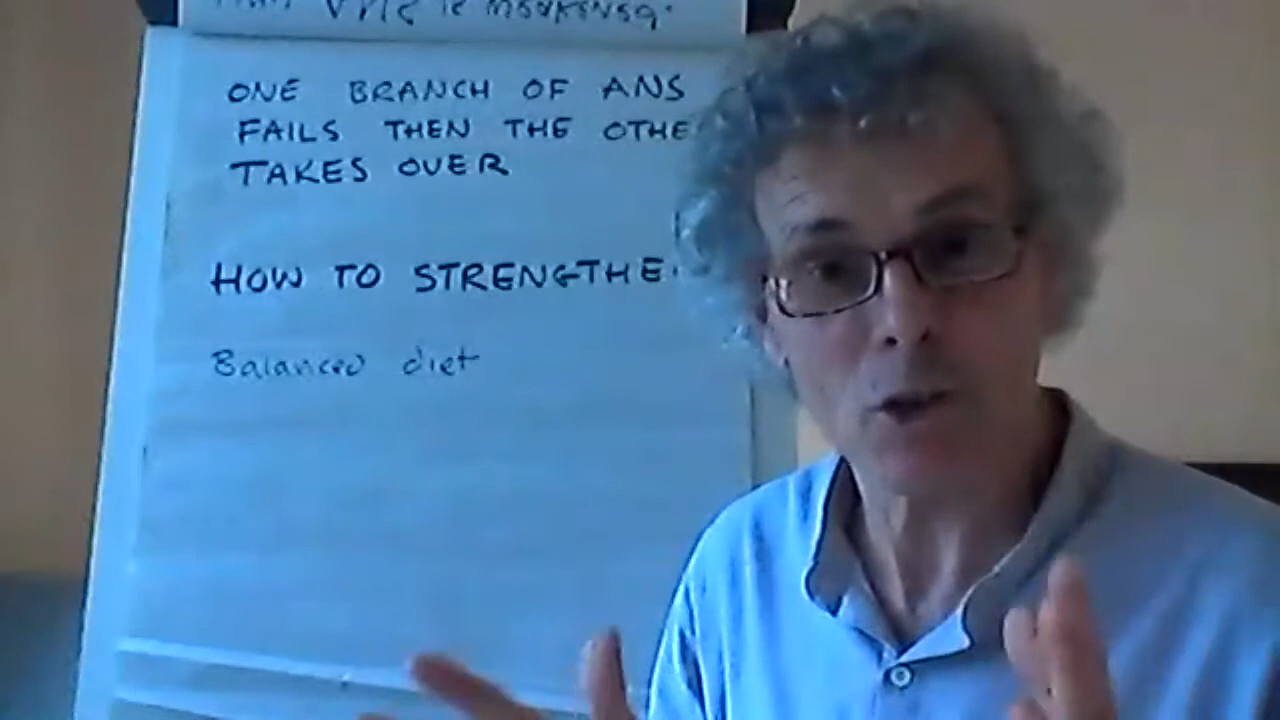 ONE BRANCH OF ANS
FAILS THEN THE OTHE
TAKES OVER
HOW TO STRENGTHE
Balanced diet